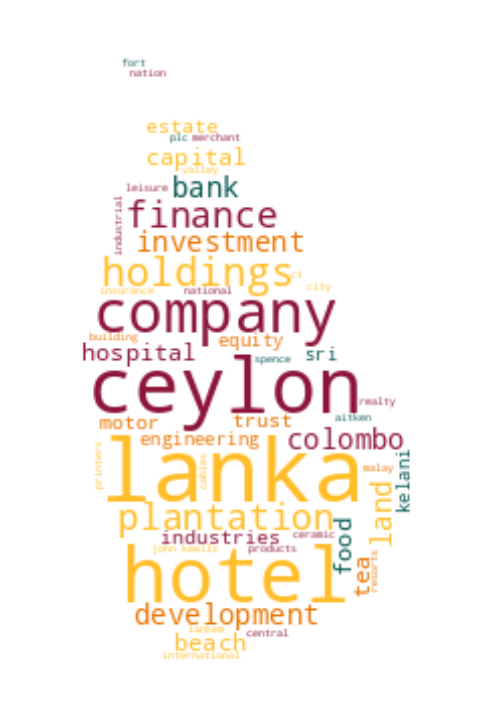 fort
nation
estate
plc merchant
capital
valley
leisure bank
industrial
finance
investment
holdings ct
insurance national city
company
building equity
hospital spence sri
ceylon realty
motor trust aitken
engineering colombo
lanka malay
printers cables kelani
plantation land
industries ceramic food
john keells products
hotel tea resorts
development
lankem central
beach
international